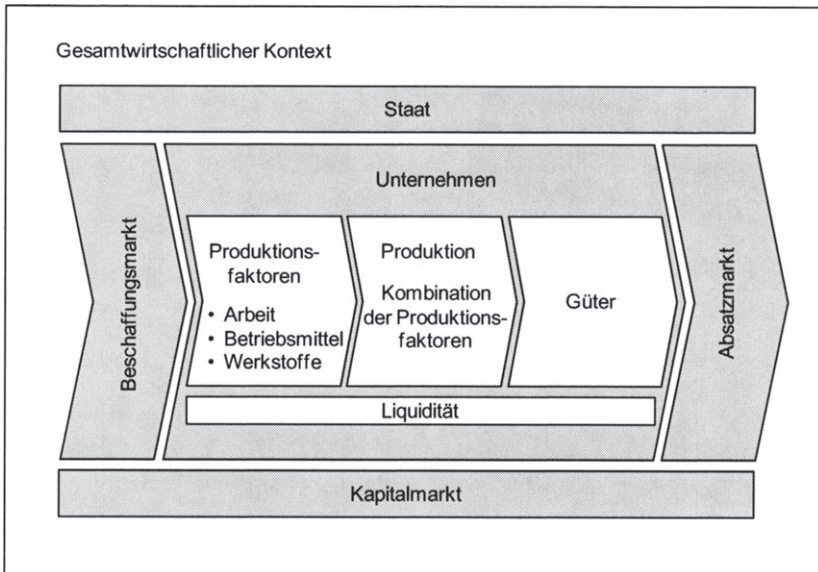 Gesamtwirtschaftlicher Kontext
Staat
Beschaffungsmarkt
Unternehmen
Produktions-
faktoren
• Arbeit
• Betriebsmittel
• Werkstoffe
Produktion
Kombination
der Produktions-
faktoren
Güter
Liquidität
Absatzmarkt
Kapitalmarkt